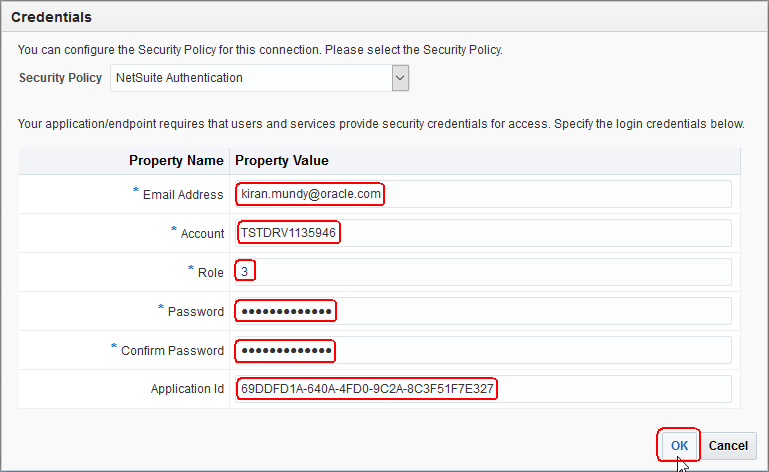 Credentials
You can configure the Security Policy for this connection. Please select the Security Policy.
Security Policy NetSuite Authentication
Your application/endpoint requires that users and services provide security credentials for access. Specify the login credentials below.
Property Name Property Value
* Email Address kiran.mundy@oracle.com
* Account TSTDRV1135946
* Role 3
* Password ●●●●●●●●●●●●●
* Confirm Password ●●●●●●●●●●●●●
Application Id 69DDFD1A-640A-4FD0-9C2A-8C3F51F7E327
OK Cancel